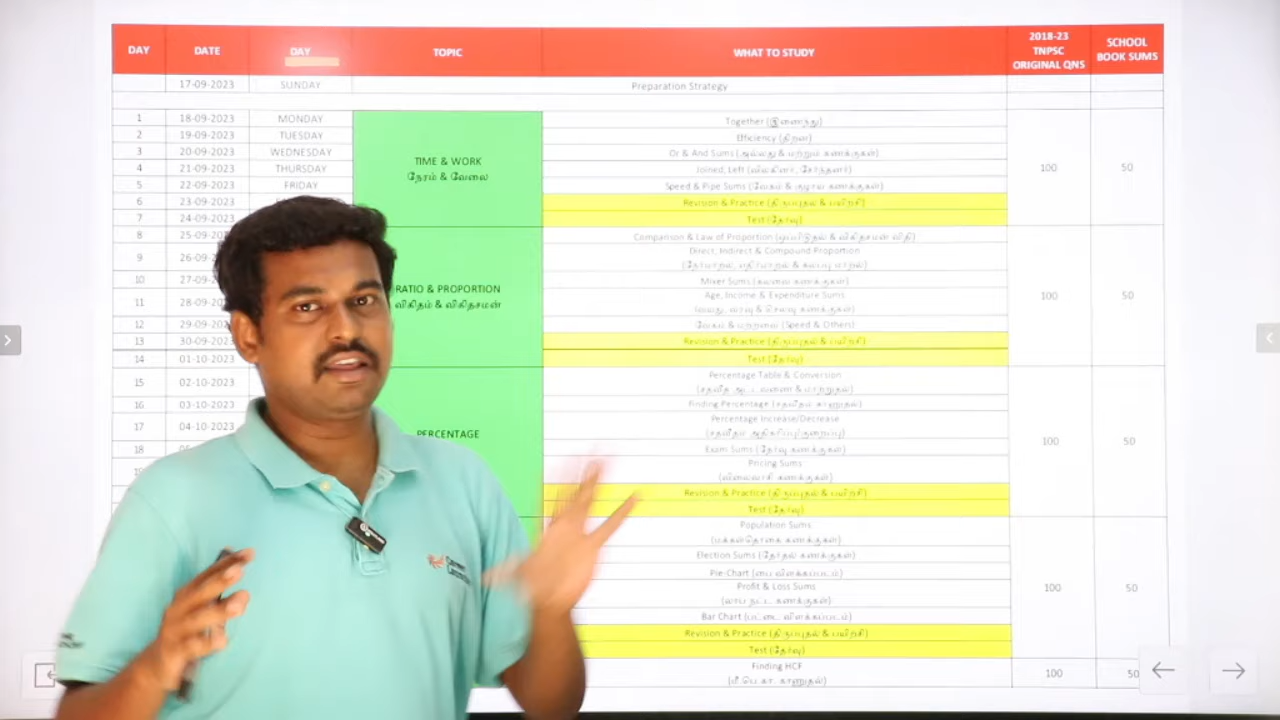 DAY DATE DAY TOPIC WHAT TO STUDY 2018-23 TNPSC ORIGINAL QNS SCHOOL BOOK SUMS
17-09-2023 SUNDAY Preparation Strategy
1 18-09-2023 MONDAY Together (இணைந்து)
2 19-09-2023 TUESDAY Efficiency (திறன்)
3 20-09-2023 WEDNESDAY Or & And Sums (அல்லது & மற்றும் கணக்குகள்)
TIME & WORK
நேரம் & வேலை
4 21-09-2023 THURSDAY Joined, Left 100 50
5 22-09-2023 FRIDAY Speed & Pipe Sums (வேகம் & குழாய் கணக்குகள்)
6 23-09-2023 Revision & Practice (திருப்புதல் & பயிற்சி)
7 24-09-2023 Test (தேர்வு)
8 25-09-20 Comparison & Law of Proportion (ஒப்பிடுதல் & விகிதசமன் விதி)
9 26-09 Direct, Indirect & Compound Proportion
(நேர்மாறல், எதிர்மாறல் & கலப்பு மாறல்)
10 27-09 Mixer Sums (கலவை கணக்குகள்)
RATIO & PROPORTION
விகிதம் & விகிதசமன்
11 28-09 Age, Income & Expenditure Sums 100 50
(வயது, வரவு & செலவு கணக்குகள்)
12 29-09-202 வேகம் & மற்றவை (Speed & Others)
13 30-09-2023 Revision & Practice (திருப்புதல் & பயிற்சி)
14 01-10-2023 Test (தேர்வு)
15 02-10-2023 Percentage Table & Conversion
(சதவீத அட்டவணை & மாற்றுதல்)
16 03-10-2023 Finding Percentage (சதவீதம் காணுதல்)
17 04-10-2023 Percentage Increase/Decrease
(சதவீதம் அதிகரிப்பு/குறைப்பு)
PERCENTAGE 100 50
18 Exam Sums (தேர்வு கணக்குகள்)
Pricing Sums
(விலைவாசி கணக்குகள்)
Revision & Practice (திருப்புதல் & பயிற்சி)
Test (தேர்வு)
Population Sums
(மக்கள்தொகை கணக்குகள்)
Election Sums (தேர்தல் கணக்குகள்)
Pie-Chart (பை விளக்கப்படம்)
Profit & Loss Sums 100 50
(லாப நட்ட கணக்குகள்)
Bar Chart (பட்டை விளக்கப்படம்)
Revision & Practice (திருப்புதல் & பயிற்சி)
Test (தேர்வு)
Finding HCF 100 50
(மீ.பெ.கா. காணுதல்)